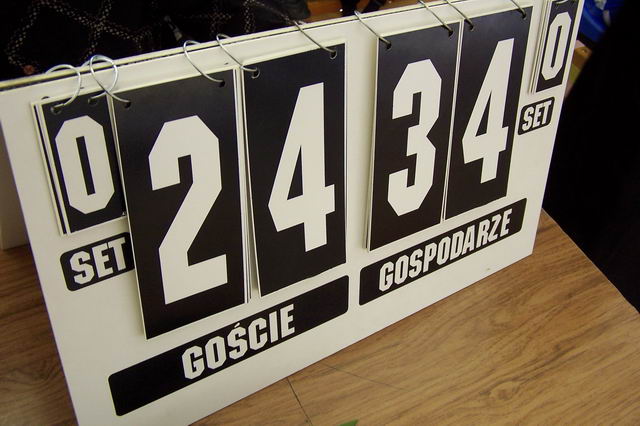 0 24 34 0
SET SET
GOŚCIE GOSPODARZE